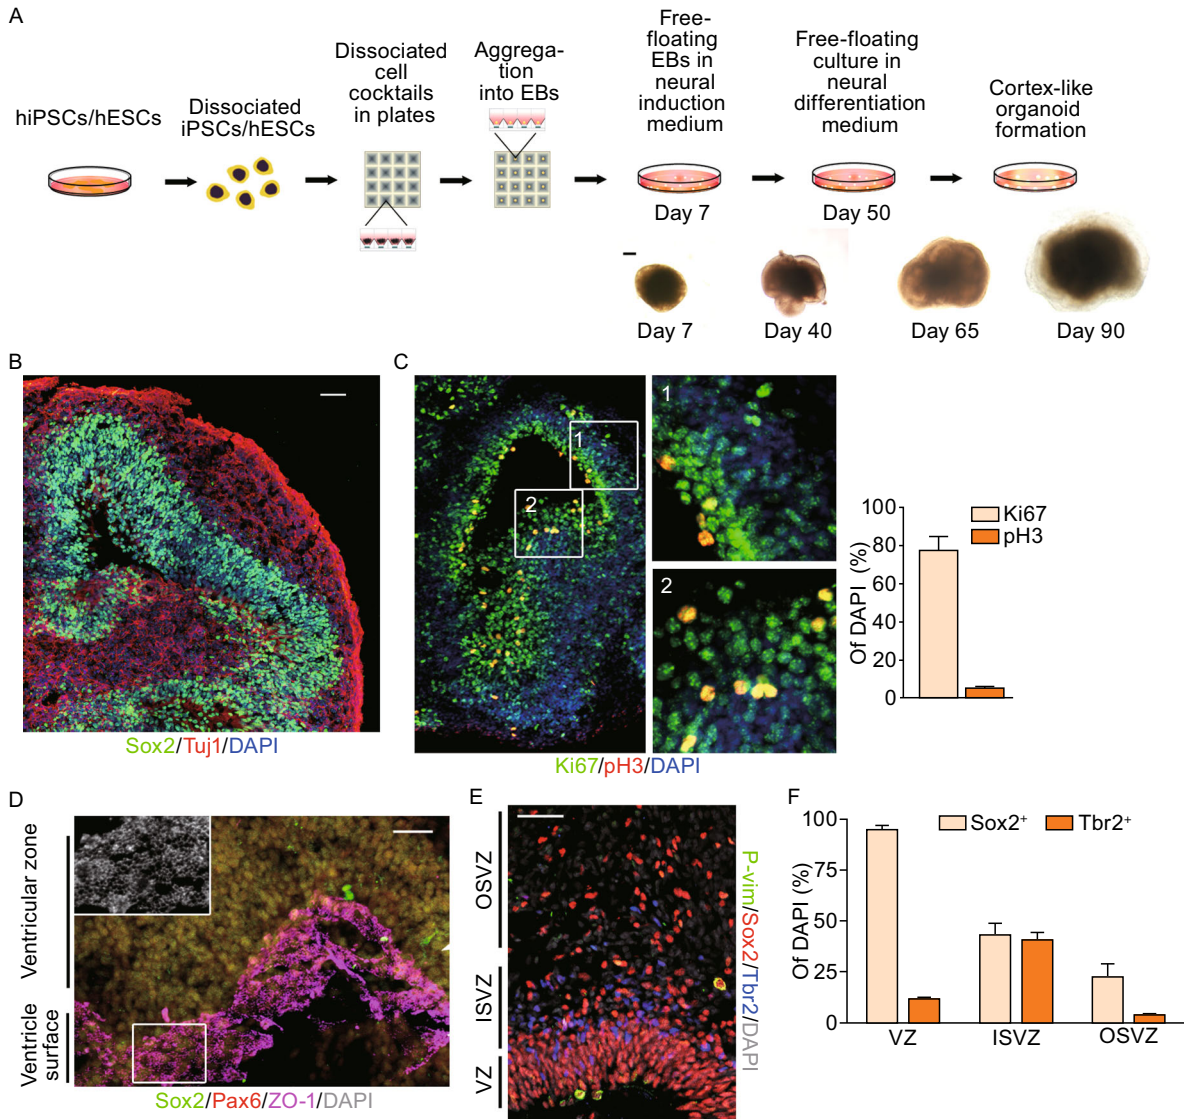 A
hiPSCs/hESCs
Dissociated
iPSCs/hESCs
Dissociated
cell
cocktails
in plates
Aggrega-
tion
into EBs
Free-
floating
EBs in
neural
induction
medium
Free-floating
culture in
neural
differentiation
medium
Cortex-like
organoid
formation
Day 7
Day 50
Day 7
Day 40
Day 65
Day 90
B
Sox2/Tuj1/DAPI
C
1
2
1
2
Ki67/pH3/DAPI
Of DAPI (%)
100
80
60
40
20
0
Ki67
pH3
D
Ventricular zone
Ventricle
surface
Sox2/Pax6/ZO-1/DAPI
E
OSVZ
ISVZ
VZ
P-vim/Sox2/Tbr2/DAPI
F
Of DAPI (%)
100
75
50
25
0
Sox2⁺
Tbr2⁺
VZ
ISVZ
OSVZ